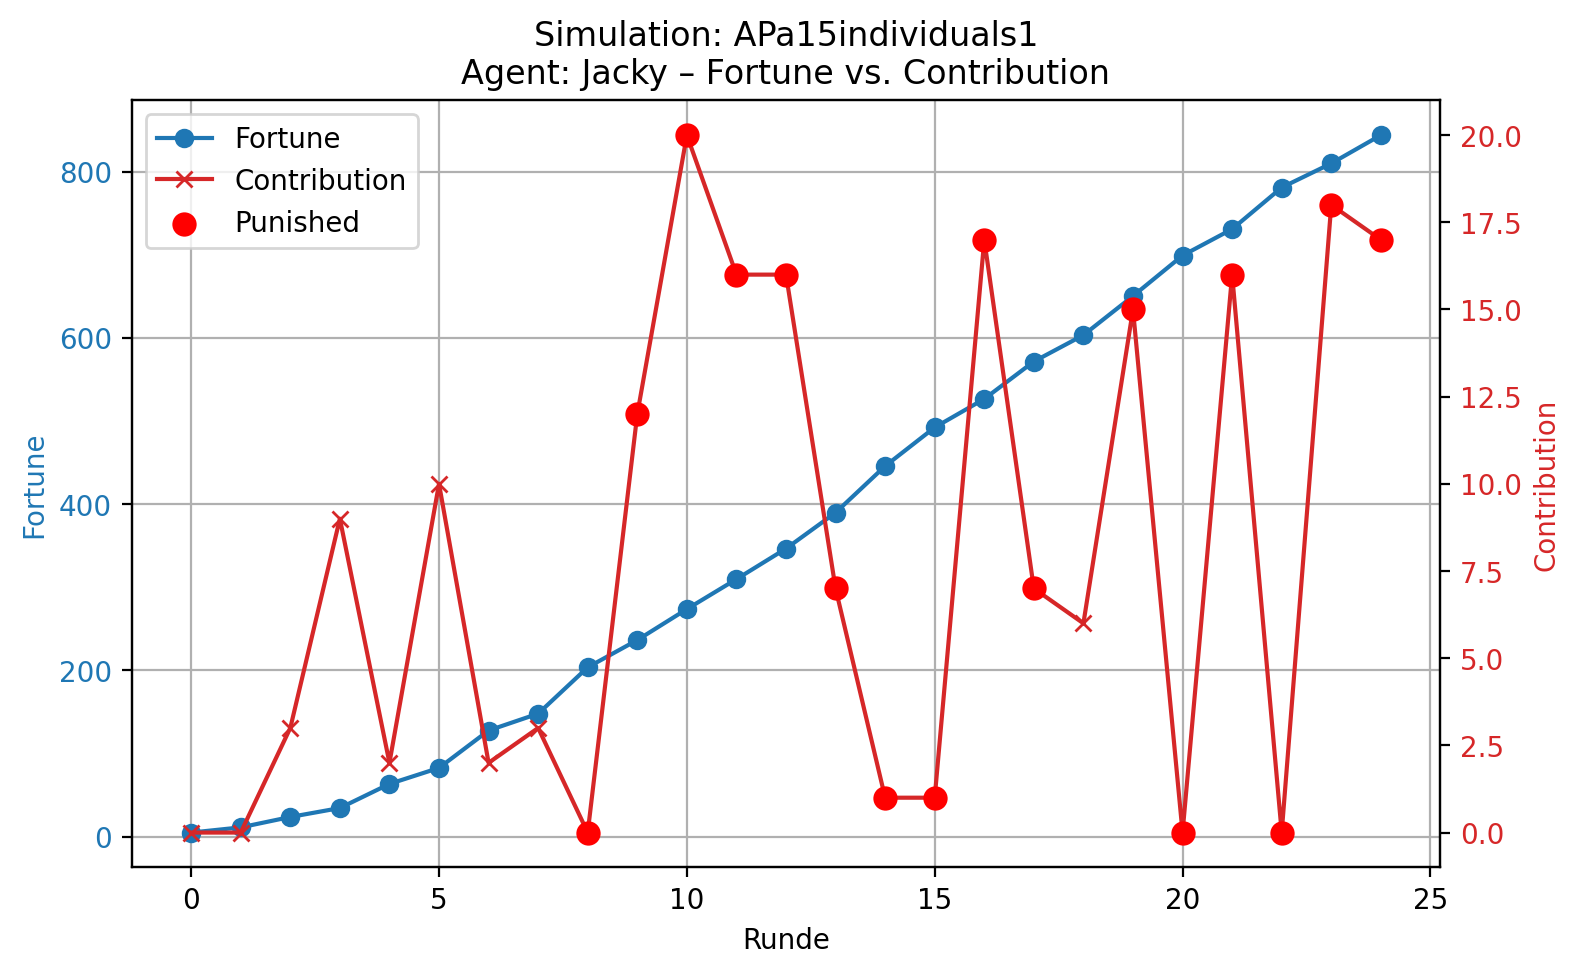 Simulation: APa15individuals1
Agent: Jacky – Fortune vs. Contribution
Fortune
Contribution
Punished
800
600
400
200
0
Fortune
20.0
17.5
15.0
12.5
10.0
7.5
5.0
2.5
0.0
Contribution
0 5 10 15 20 25
Runde